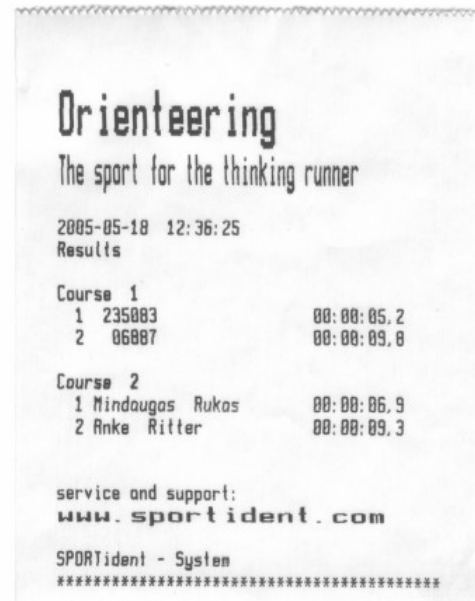 Orienteering
The sport for the thinking runner
2005-05-18 12:36:25
Results
Course 1
1 235083 00:00:05,2
2 06887 00:00:09,8
Course 2
1 Mindaugas Rukas 00:00:06,9
2 Anke Ritter 00:00:09,3
service and support:
www.sportident.com
SPORTident - System
******************************************